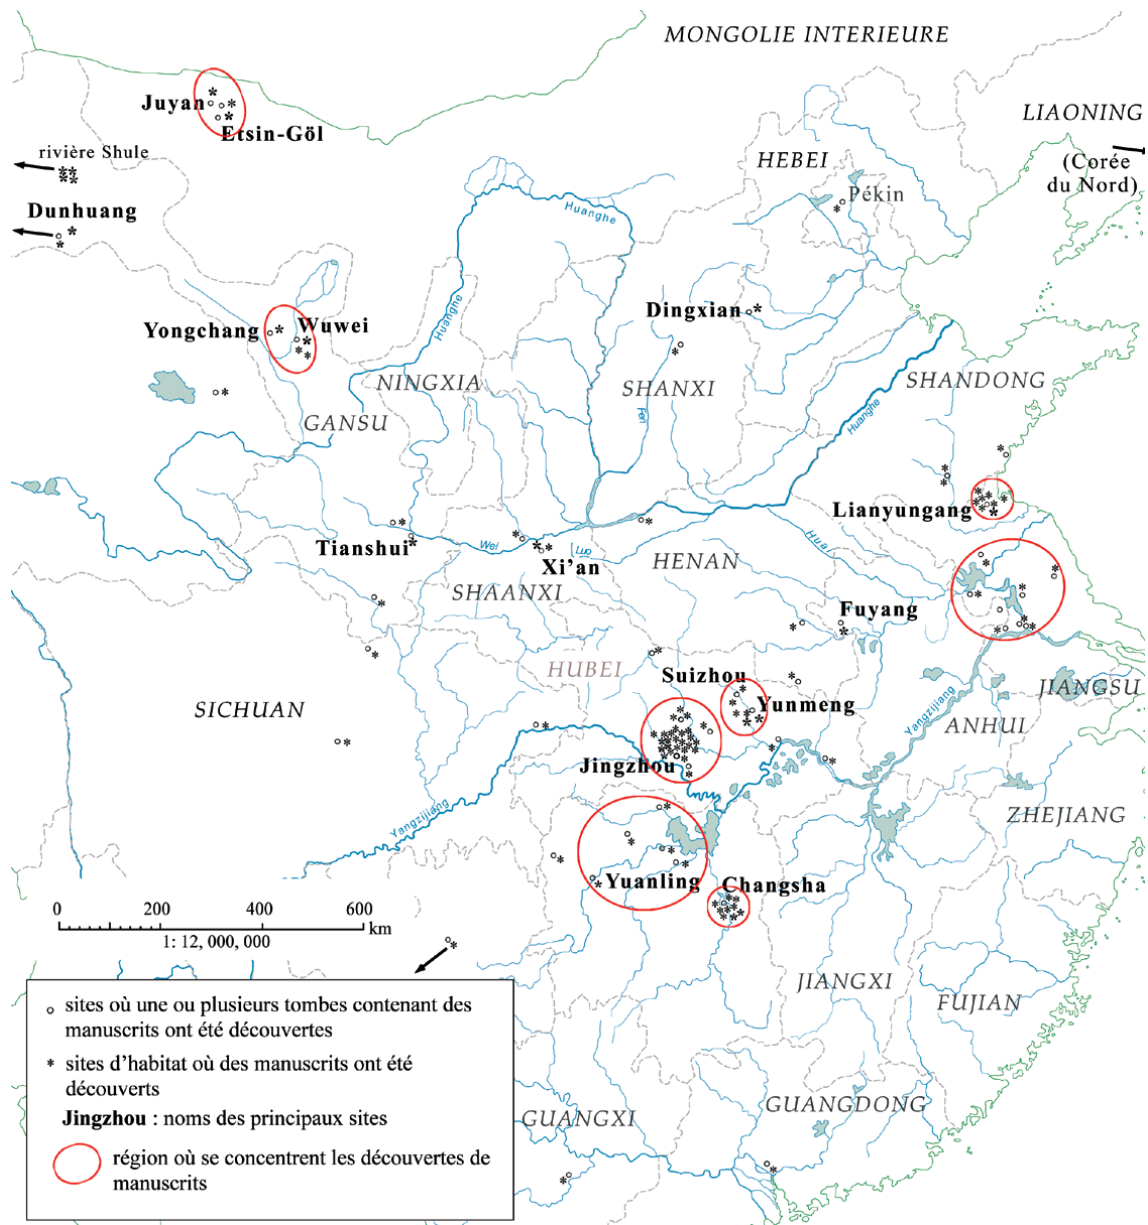 MONGOLIE INTERIEURE
Juyan
Etsin-Göl
LIAONING
rivière Shule
HEBEI
(Corée
du Nord)
Pékin
Dunhuang
Huanghe
Huanghe
Dingxian
Yongchang
Wuwei
NINGXIA
SHANXI
SHANDONG
GANSU
Fen
Huanghe
Lianyungang
Tianshui
Wei
Luo
Xi’an
HENAN
Huai
SHAANXI
Fuyang
HUBEI
Suizhou
Yunmeng
JIANGSU
SICHUAN
Yangzijiang
ANHUI
Jingzhou
Yangzijiang
ZHEJIANG
Yuanling
Changsha
0 200 400 600
km
1: 12, 000, 000
JIANGXI
FUJIAN
GUANGXI
GUANGDONG
sites où une ou plusieurs tombes contenant des
manuscrits ont été découvertes
* sites d’habitat où des manuscrits ont été
découverts
Jingzhou : noms des principaux sites
région où se concentrent les découvertes de
manuscrits